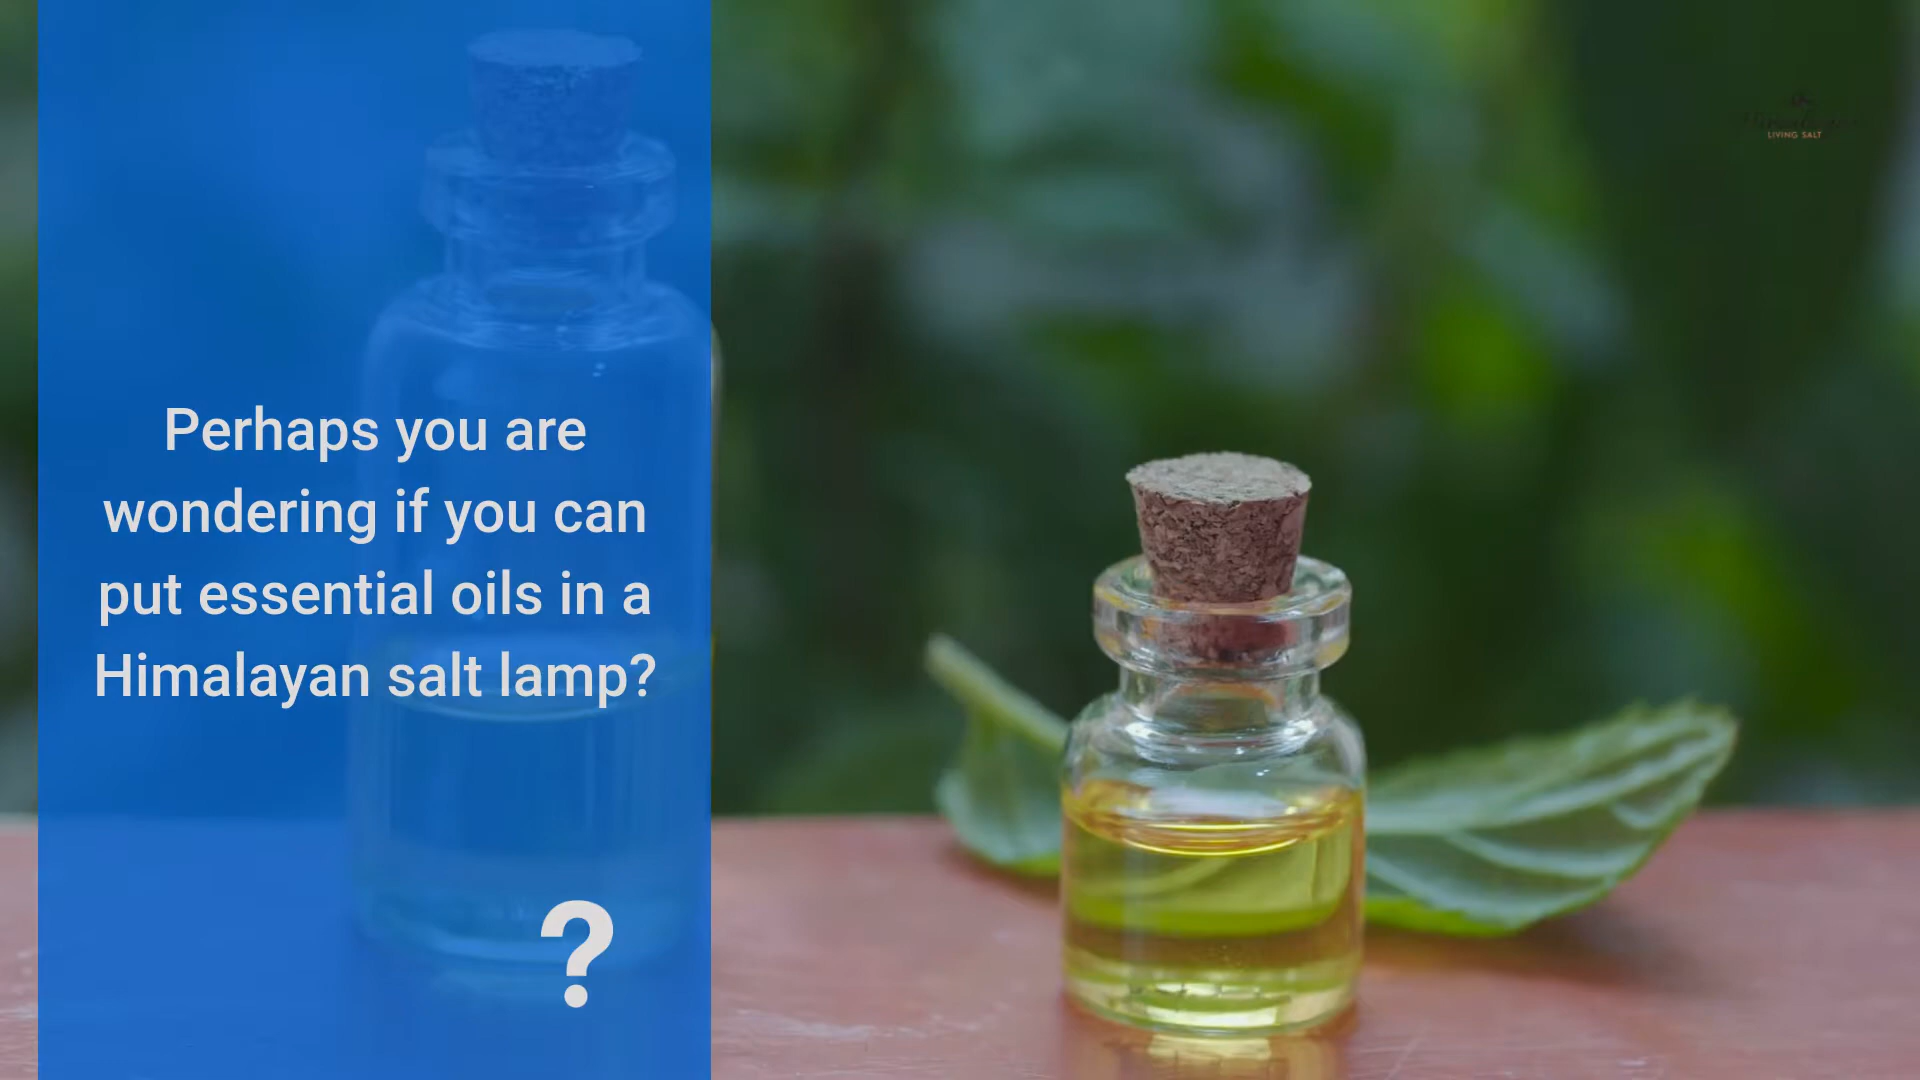 Perhaps you are
wondering if you can
put essential oils in a
Himalayan salt lamp?
?
LIVING SALT